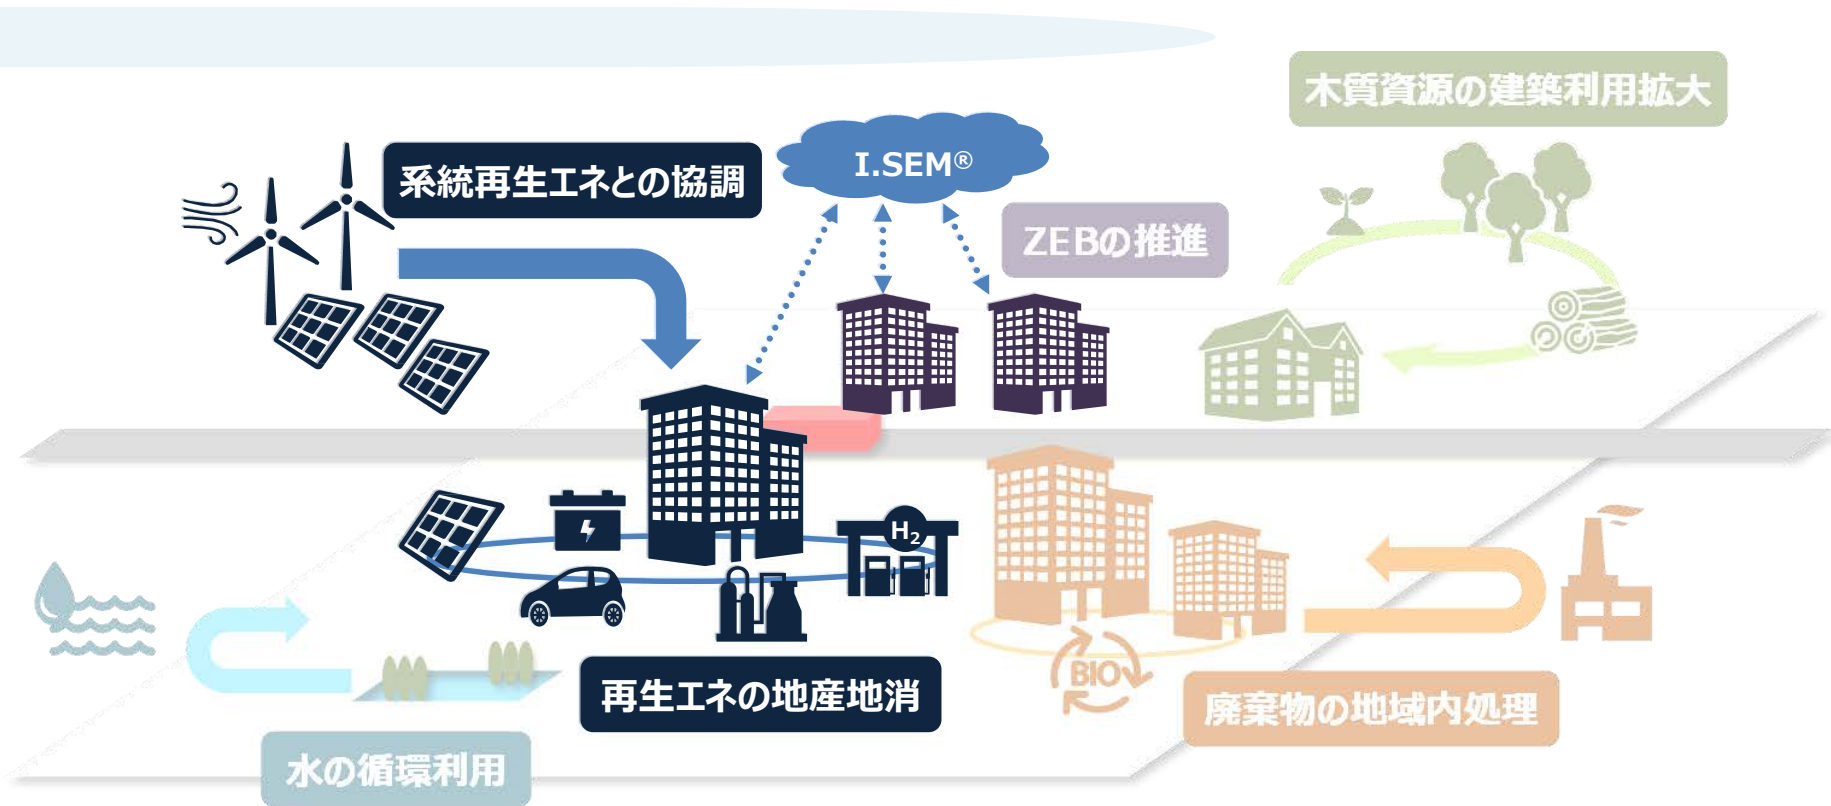 木質資源の建築利用拡大
系統再生エネとの協調
I.SEM®
ZEBの推進
H₂
BIO
再生エネの地産地消
廃棄物の地域内処理
水の循環利用